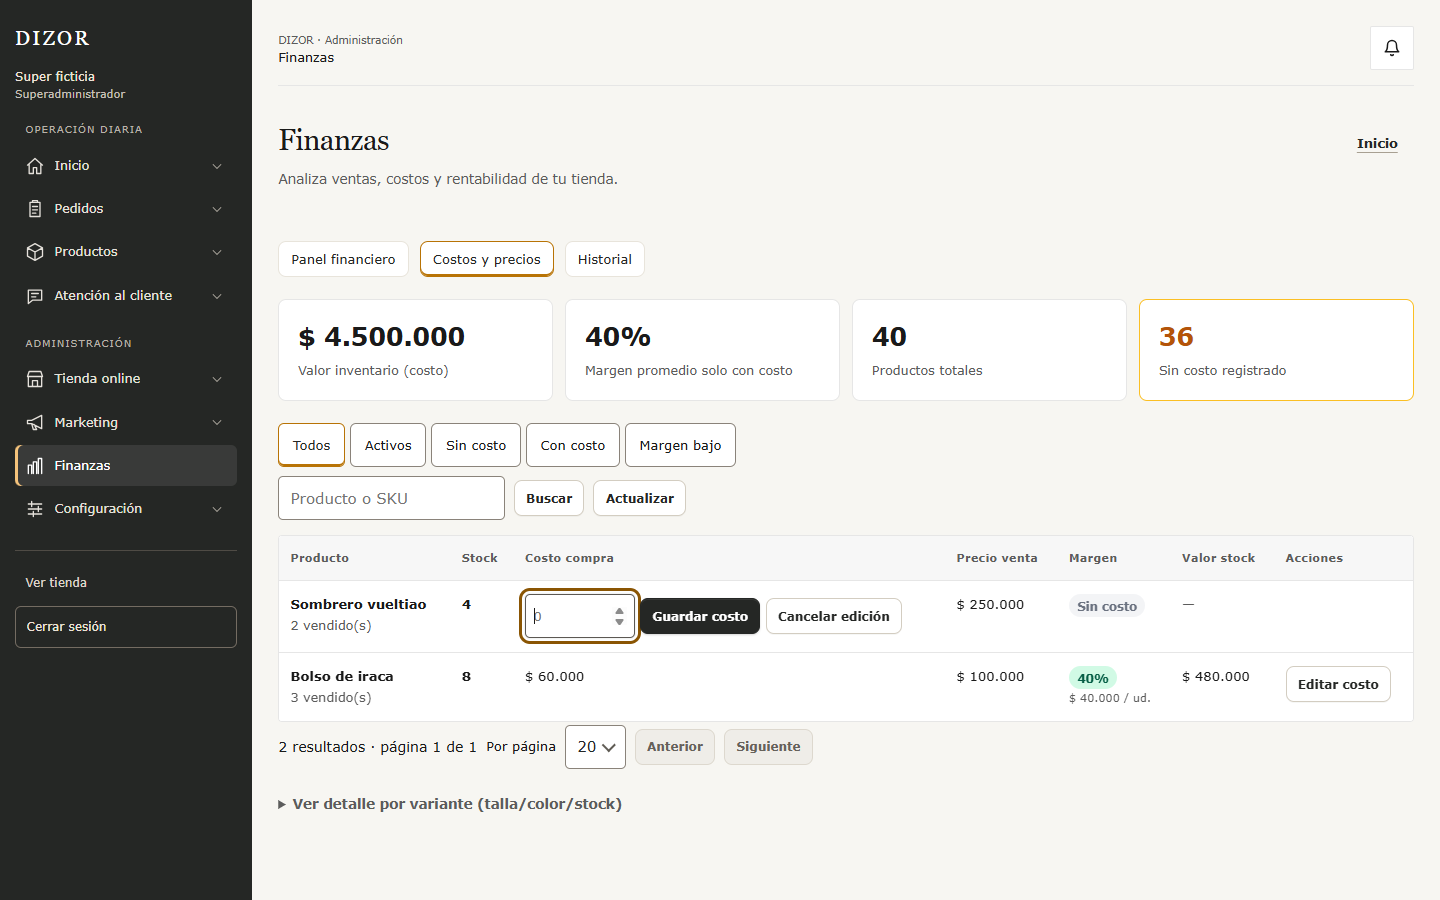 DIZOR
Super ficticia
Superadministrador
OPERACIÓN DIARIA
Inicio
Pedidos
Productos
Atención al cliente
ADMINISTRACIÓN
Tienda online
Marketing
Finanzas
Configuración
Ver tienda
Cerrar sesión
DIZOR · Administración
Finanzas
Finanzas
Inicio
Analiza ventas, costos y rentabilidad de tu tienda.
Panel financiero
Costos y precios
Historial
$ 4.500.000
Valor inventario (costo)
40%
Margen promedio solo con costo
40
Productos totales
36
Sin costo registrado
Todos
Activos
Sin costo
Con costo
Margen bajo
Producto o SKU
Buscar
Actualizar
Producto Stock Costo compra Precio venta Margen Valor stock Acciones
Sombrero vueltiao 4 0 Guardar costo Cancelar edición $ 250.000 Sin costo —
2 vendido(s)
Bolso de iraca 8 $ 60.000 $ 100.000 40% $ 480.000 Editar costo
3 vendido(s) $ 40.000 / ud.
2 resultados · página 1 de 1 Por página 20 Anterior Siguiente
Ver detalle por variante (talla/color/stock)